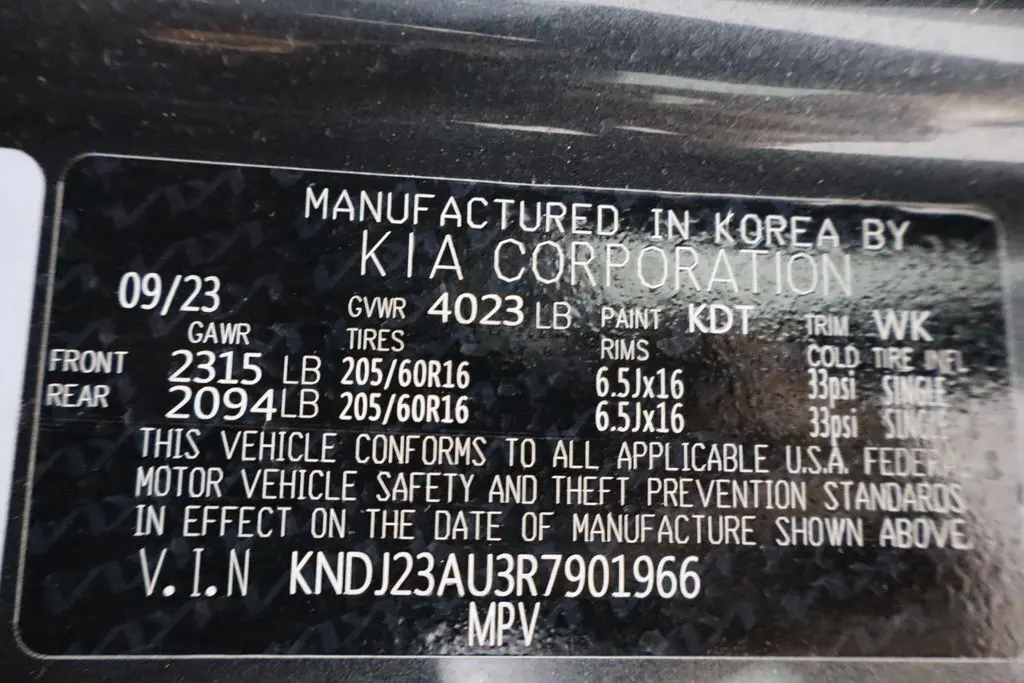 MANUFACTURED IN KOREA BY
KIA CORPORATION
09/23 GVWR 4023 LB PAINT KDT TRIM WK
GAWR TIRES RIMS COLD TIRE INFL
FRONT 2315 LB 205/60R16 6.5Jx16 33psi SINGLE
REAR 2094 LB 205/60R16 6.5Jx16 33psi SINGLE
THIS VEHICLE CONFORMS TO ALL APPLICABLE U.S.A. FEDERAL
MOTOR VEHICLE SAFETY AND THEFT PREVENTION STANDARDS
IN EFFECT ON THE DATE OF MANUFACTURE SHOWN ABOVE.
V.I.N KNDJ23AU3R7901966
MPV